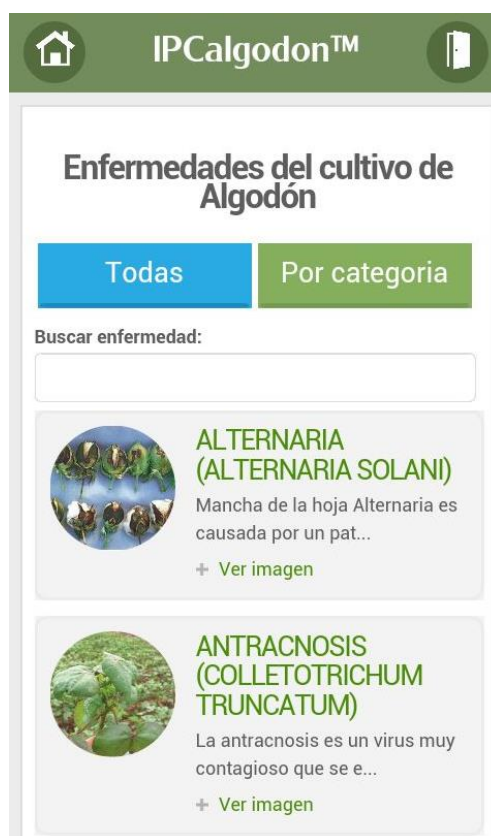 IPCalgodon™
Enfermedades del cultivo de
Algodón
Todas
Por categoria
Buscar enfermedad:
ALTERNARIA
(ALTERNARIA SOLANI)
Mancha de la hoja Alternaria es
causada por un pat...
+ Ver imagen
ANTRACNOSIS
(COLLETOTRICHUM
TRUNCATUM)
La antracnosis es un virus muy
contagioso que se e...
+ Ver imagen